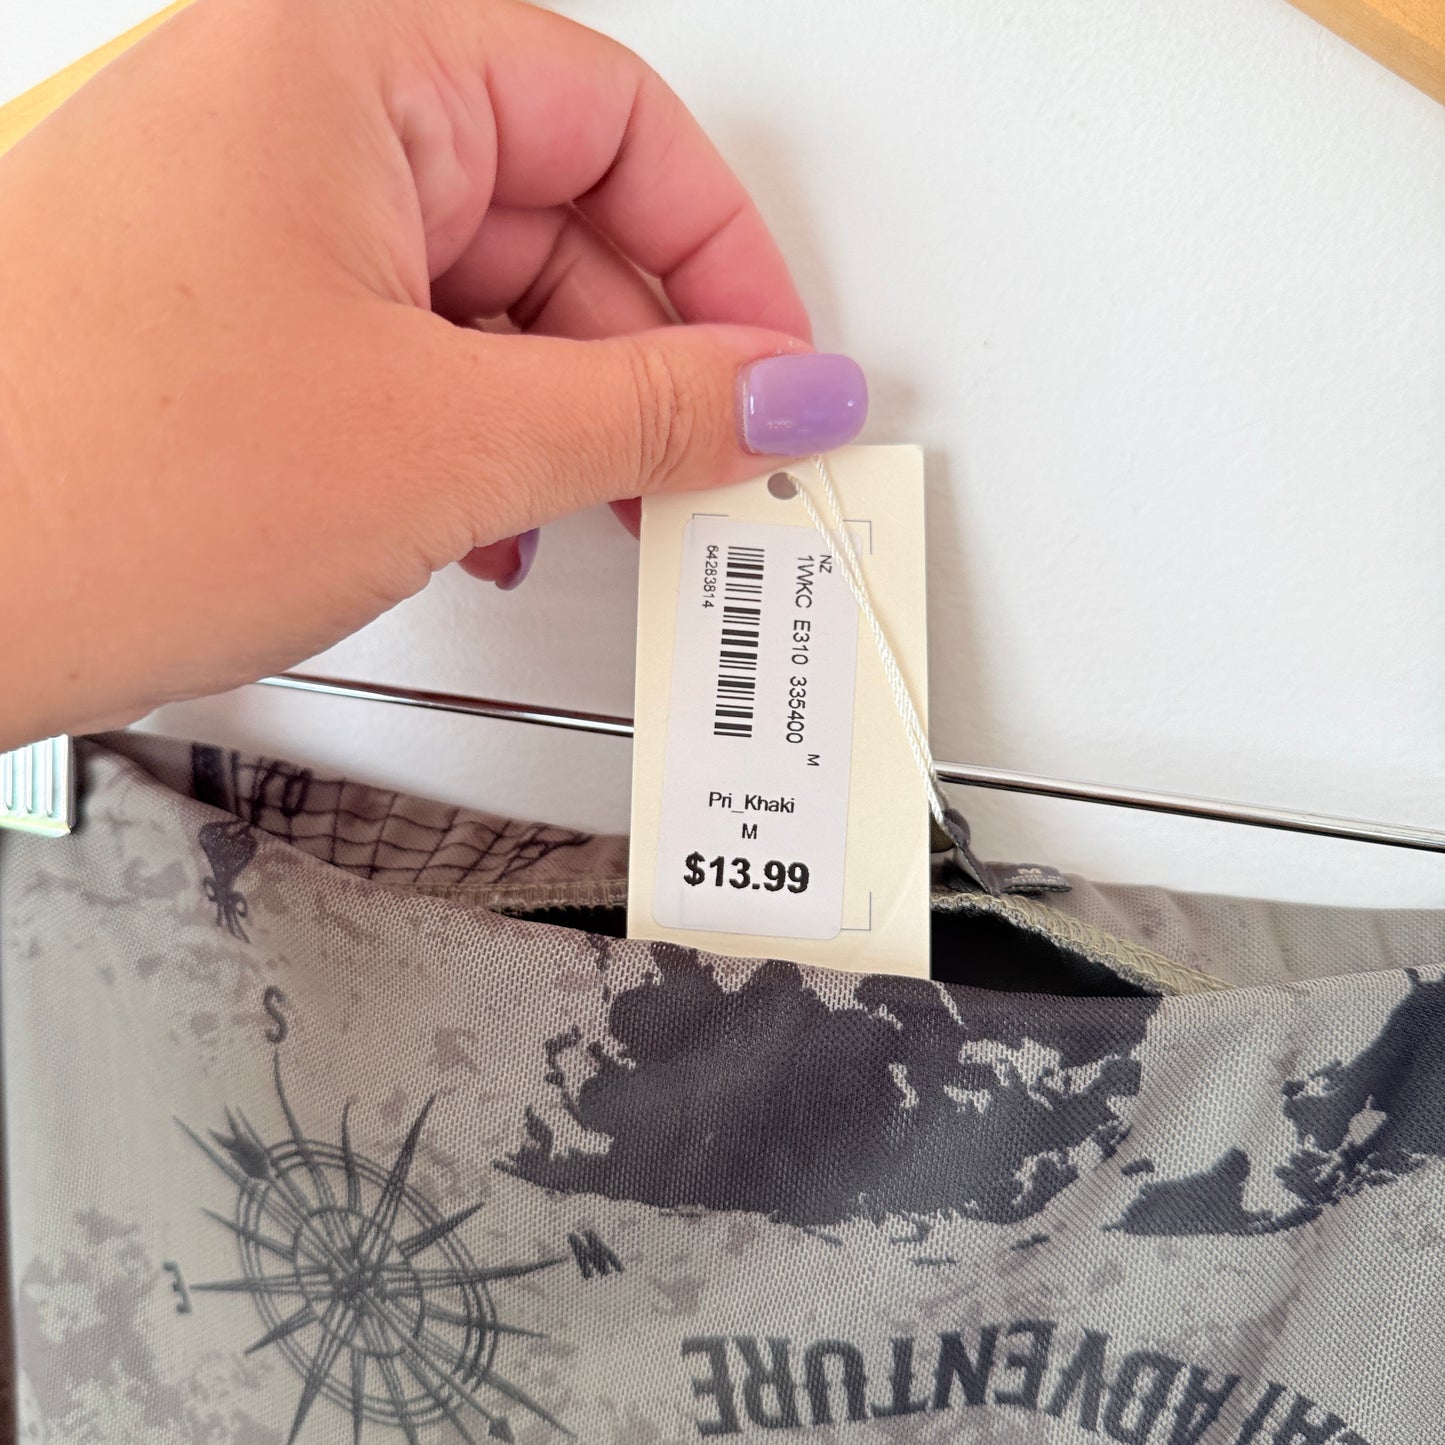 NZ
1WKC E310 335400 M
64283814
Pri_Khaki
M
$13.99
M
S
E
W
ADVENTURE